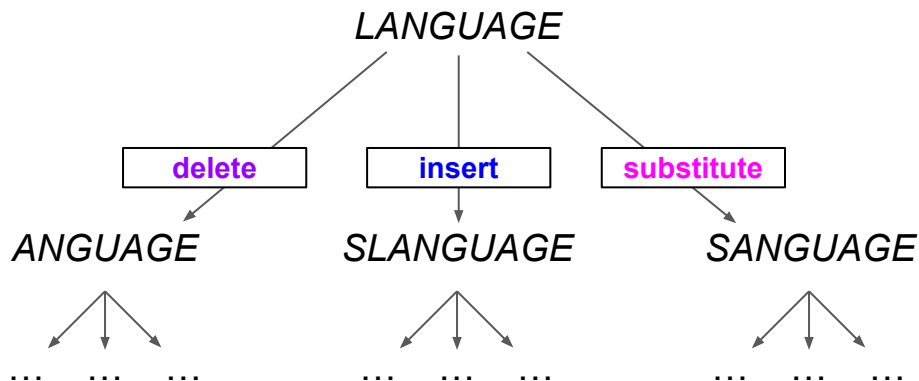 LANGUAGE
delete insert substitute
ANGUAGE SLANGUAGE SANGUAGE
... ... ... ... ... ... ... ... ...